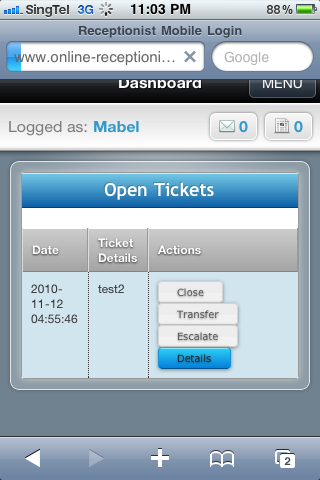 SingTel 3G 11:03 PM 88%
Receptionist Mobile Login
www.online-receptioni... Google
Dashboard MENU
Logged as: Mabel 0 0
Open Tickets
Date Ticket Details Actions
2010-11-12 04:55:46 test2 Close
Transfer
Escalate
Details
2